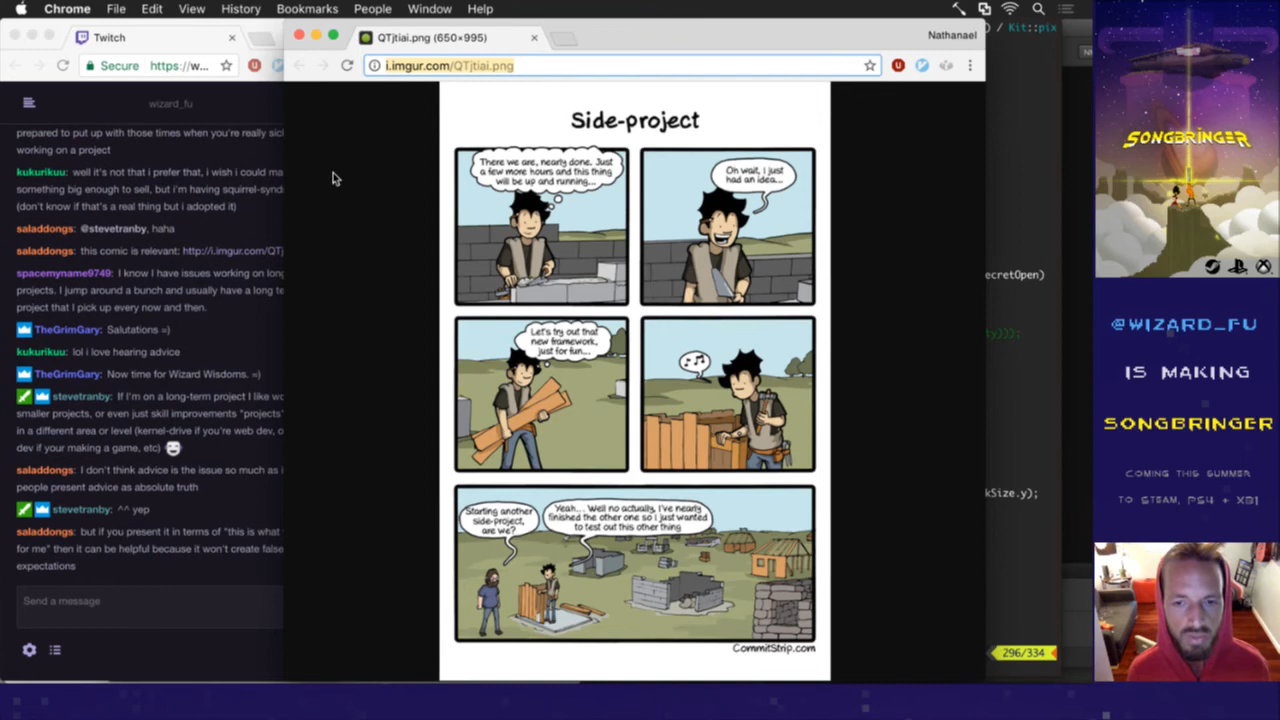 Chrome File Edit View History Bookmarks People Window Help
Twitch
QTjtiai.png (650×995)
Nathanael
/ Kit::pix
Secure https://w...
i.imgur.com/QTjtiai.png
wizard_fu
prepared to put up with those times when you're really
working on a project
kukurikuu: well it's not that i prefer that, i wish i could
something big enough to sell, but i'm having
(don't know if that's a real thing but i adopted it)
saladdongs: @stevetranby, haha
saladdongs: this comic is relevant: http://i.imgur.com/QTj
spacemyname9749: I know I have issues working on
projects. I jump around a bunch and usually have a long
project that I pick up every now and then.
TheGrimGary: Salutations =)
kukurikuu: lol i love hearing advice
TheGrimGary: Now time for Wizard Wisdoms. =)
stevetranby: If I'm on a long-term project I like
smaller projects, or even just skill improvements "projects"
in a different area or level (kernel-drive if you're web dev,
dev if your making a game, etc)
saladdongs: I don't think advice is the issue so much as
people present advice as absolute truth
stevetranby: ^^ yep
saladdongs: but if you present it in terms of "this is what
for me" then it can be helpful because it won't create false
expectations
Send a message
Side-project
There we are, nearly done. Just
a few more hours and this thing
will be up and running...
Oh wait, i just
had an idea...
Let's try out that
new framework,
just for fun...
Starting another
side-project,
are we?
Yeah... Well no actually, I've nearly
finished the other one so i just wanted
to test out this other thing
CommitStrip.com
ecretOpen)
ty)));
kSize.y);
296/334
SONGBRINGER
@WIZARD_FU
IS MAKING
SONGBRINGER
COMING THIS SUMMER
TO STEAM, PS4 + XB1